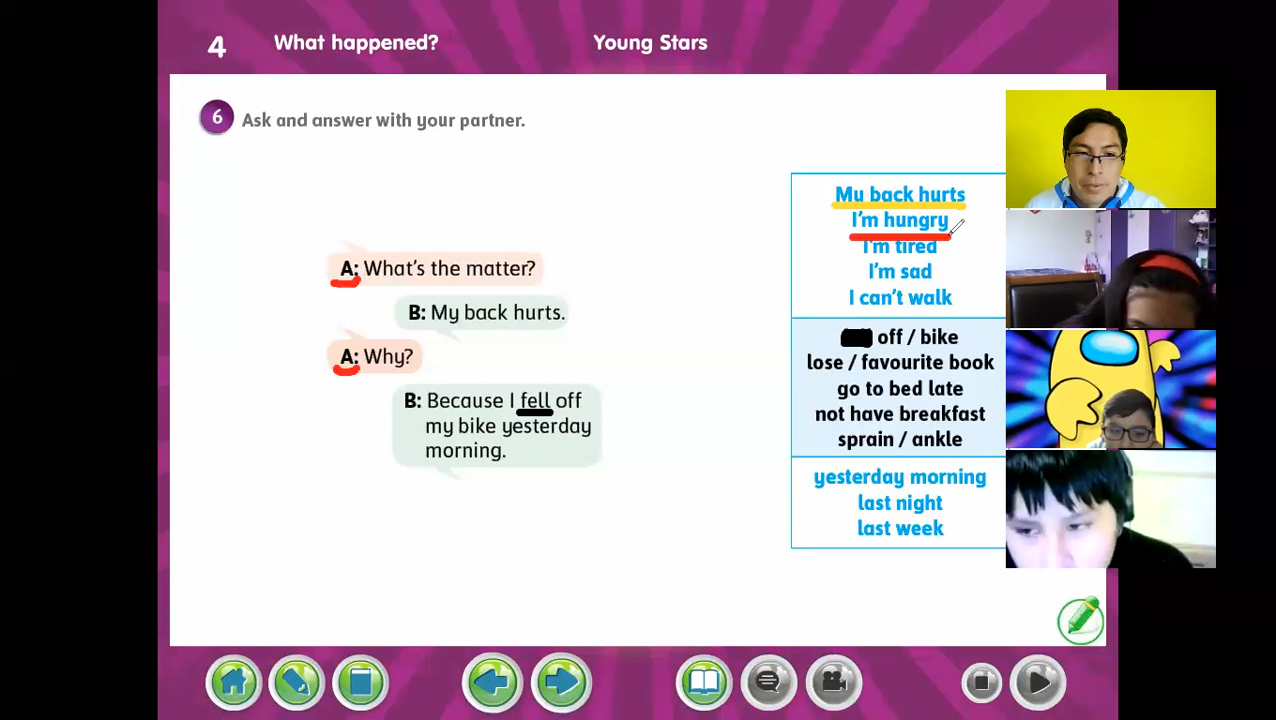 4 What happened? Young Stars
6 Ask and answer with your partner.
A: What's the matter?
B: My back hurts.
A: Why?
B: Because I fell off
my bike yesterday
morning.
Mu back hurts
I'm hungry
I'm tired
I'm sad
I can't walk
off / bike
lose / favourite book
go to bed late
not have breakfast
sprain / ankle
yesterday morning
last night
last week